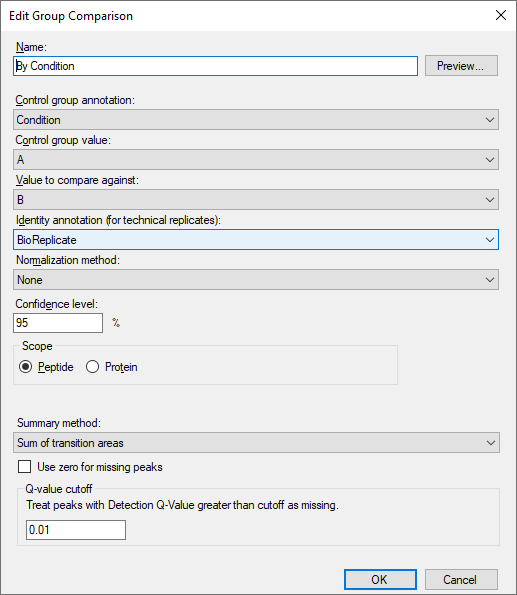 Edit Group Comparison
Name:
By Condition
Preview...
Control group annotation:
Condition
Control group value:
A
Value to compare against:
B
Identity annotation (for technical replicates):
BioReplicate
Normalization method:
None
Confidence level:
95 %
Scope
Peptide Protein
Summary method:
Sum of transition areas
Use zero for missing peaks
Q-value cutoff
Treat peaks with Detection Q-Value greater than cutoff as missing.
0.01
OK Cancel